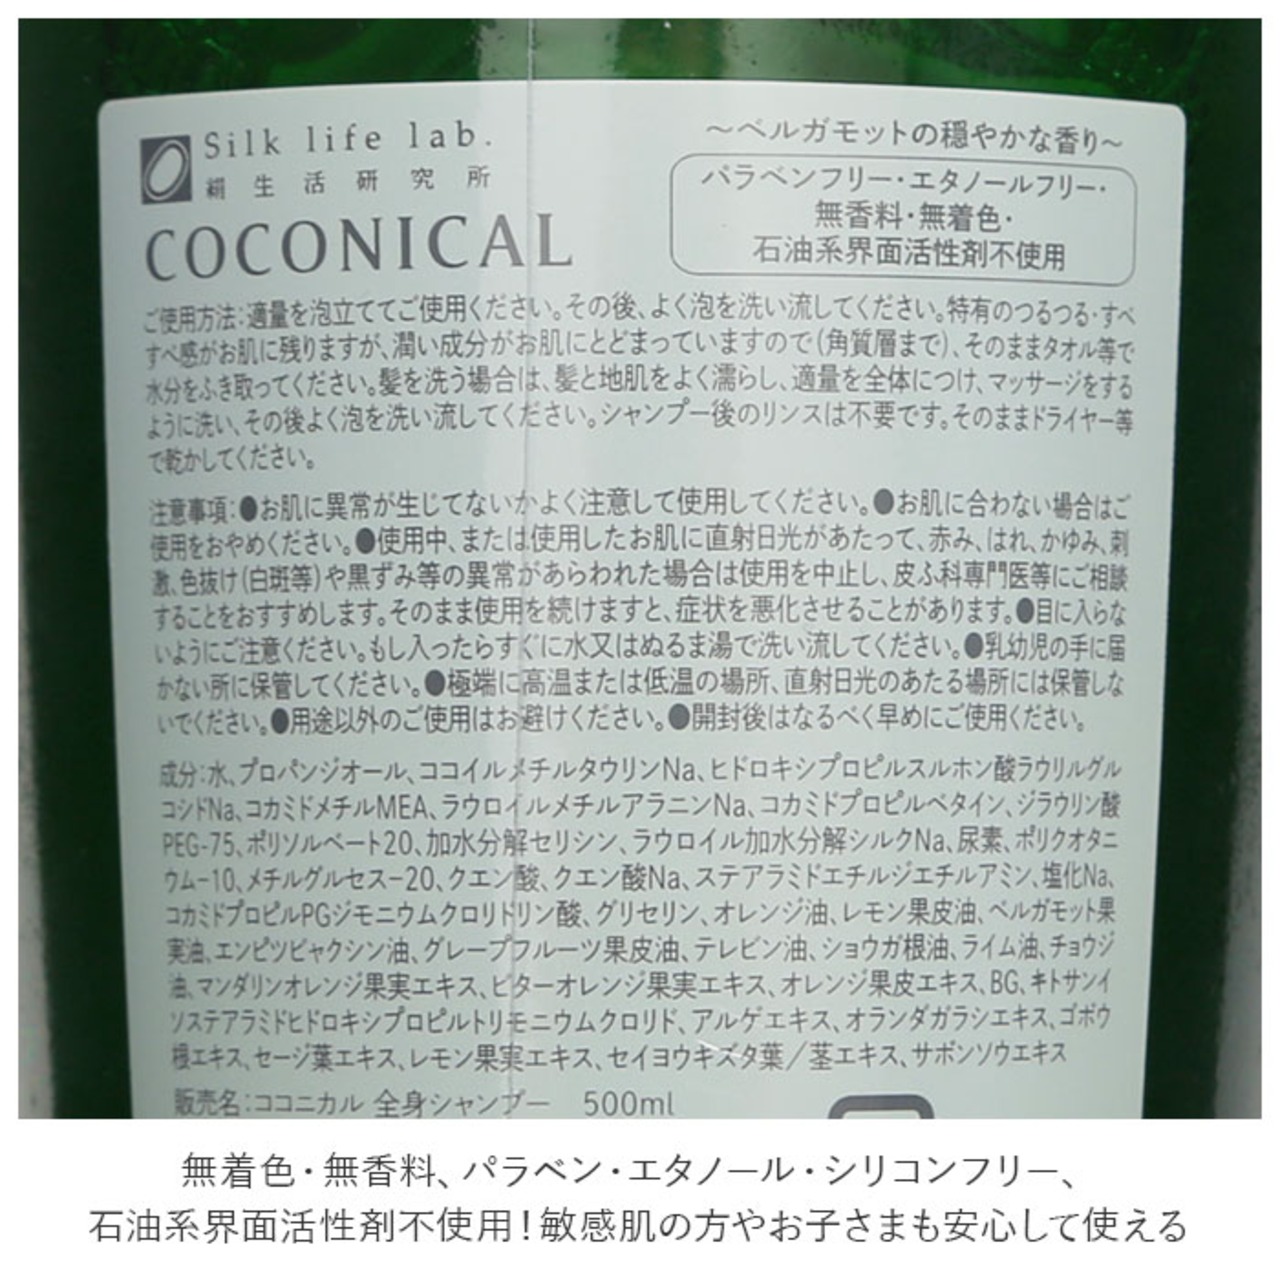 Silk life lab.
絹生活研究所
COCONICAL
～ベルガモットの穏やかな香り～
パラベンフリー・エタノールフリー・
無香料・無着色・
石油系界面活性剤不使用
ご使用方法:適量を泡立ててご使用ください。その後、よく泡を洗い流してください。特有のつるつる・すべ
すべ感がお肌に残りますが、潤い成分がお肌にとどまっていますので(角質層まで)、そのままタオル等で
水分をふき取ってください。髪を洗う場合は、髪と地肌をよく濡らし、適量を全体につけ、マッサージをする
ように洗い、その後よく泡を洗い流してください。シャンプー後のリンスは不要です。そのままドライヤー等
で乾かしてください。
注意事項:●お肌に異常が生じてないかよく注意して使用してください。●お肌に合わない場合はご
使用をおやめください。●使用中、または使用したお肌に直射日光があたって、赤み、はれ、かゆみ、刺
激、色抜け(白斑等)や黒ずみ等の異常があらわれた場合は使用を中止し、皮ふ科専門医等にご相談
することをおすすめします。そのまま使用を続けますと、症状を悪化させることがあります。●目に入らな
いようにご注意ください。もし入ったらすぐに水又はぬるま湯で洗い流してください。●乳幼児の手に届
かない所に保管してください。●極端に高温または低温の場所、直射日光のあたる場所には保管しな
いでください。●用途以外のご使用はお避けください。●開封後はなるべく早めにご使用ください。
成分:水、プロパンジオール、ココイルメチルタウリンNa、ヒドロキシプロピルスルホン酸ラウリルグル
コシドNa、コカミドメチルMEA、ラウロイルメチルアラニンNa、コカミドプロピルベタイン、ジラウリン酸
PEG-75、ポリソルベート20、加水分解セリシン、ラウロイル加水分解シルクNa、尿素、ポリクオタニ
ウム-10、メチルグルセス-20、クエン酸、クエン酸Na、ステアラミドエチルジエチルアミン、塩化Na、
コカミドプロピルPGジモニウムクロリドリン酸、グリセリン、オレンジ油、レモン果皮油、ベルガモット果
実油、エンピツビャクシン油、グレープフルーツ果皮油、テレビン油、ショウガ根油、ライム油、チョウジ
油、マンダリンオレンジ果実エキス、ビターオレンジ果実エキス、オレンジ果皮エキス、BG、キトサンイ
ソステアラミドヒドロキシプロピルトリモニウムクロリド、アルゲエキス、オランダガラシエキス、ゴボウ
根エキス、セージ葉エキス、レモン果実エキス、セイヨウキズタ葉／茎エキス、サボンソウエキス
販売名:ココニカル 全身シャンプー 500ml
無着色・無香料、パラベン・エタノール・シリコンフリー、
石油系界面活性剤不使用！敏感肌の方やお子さまも安心して使える